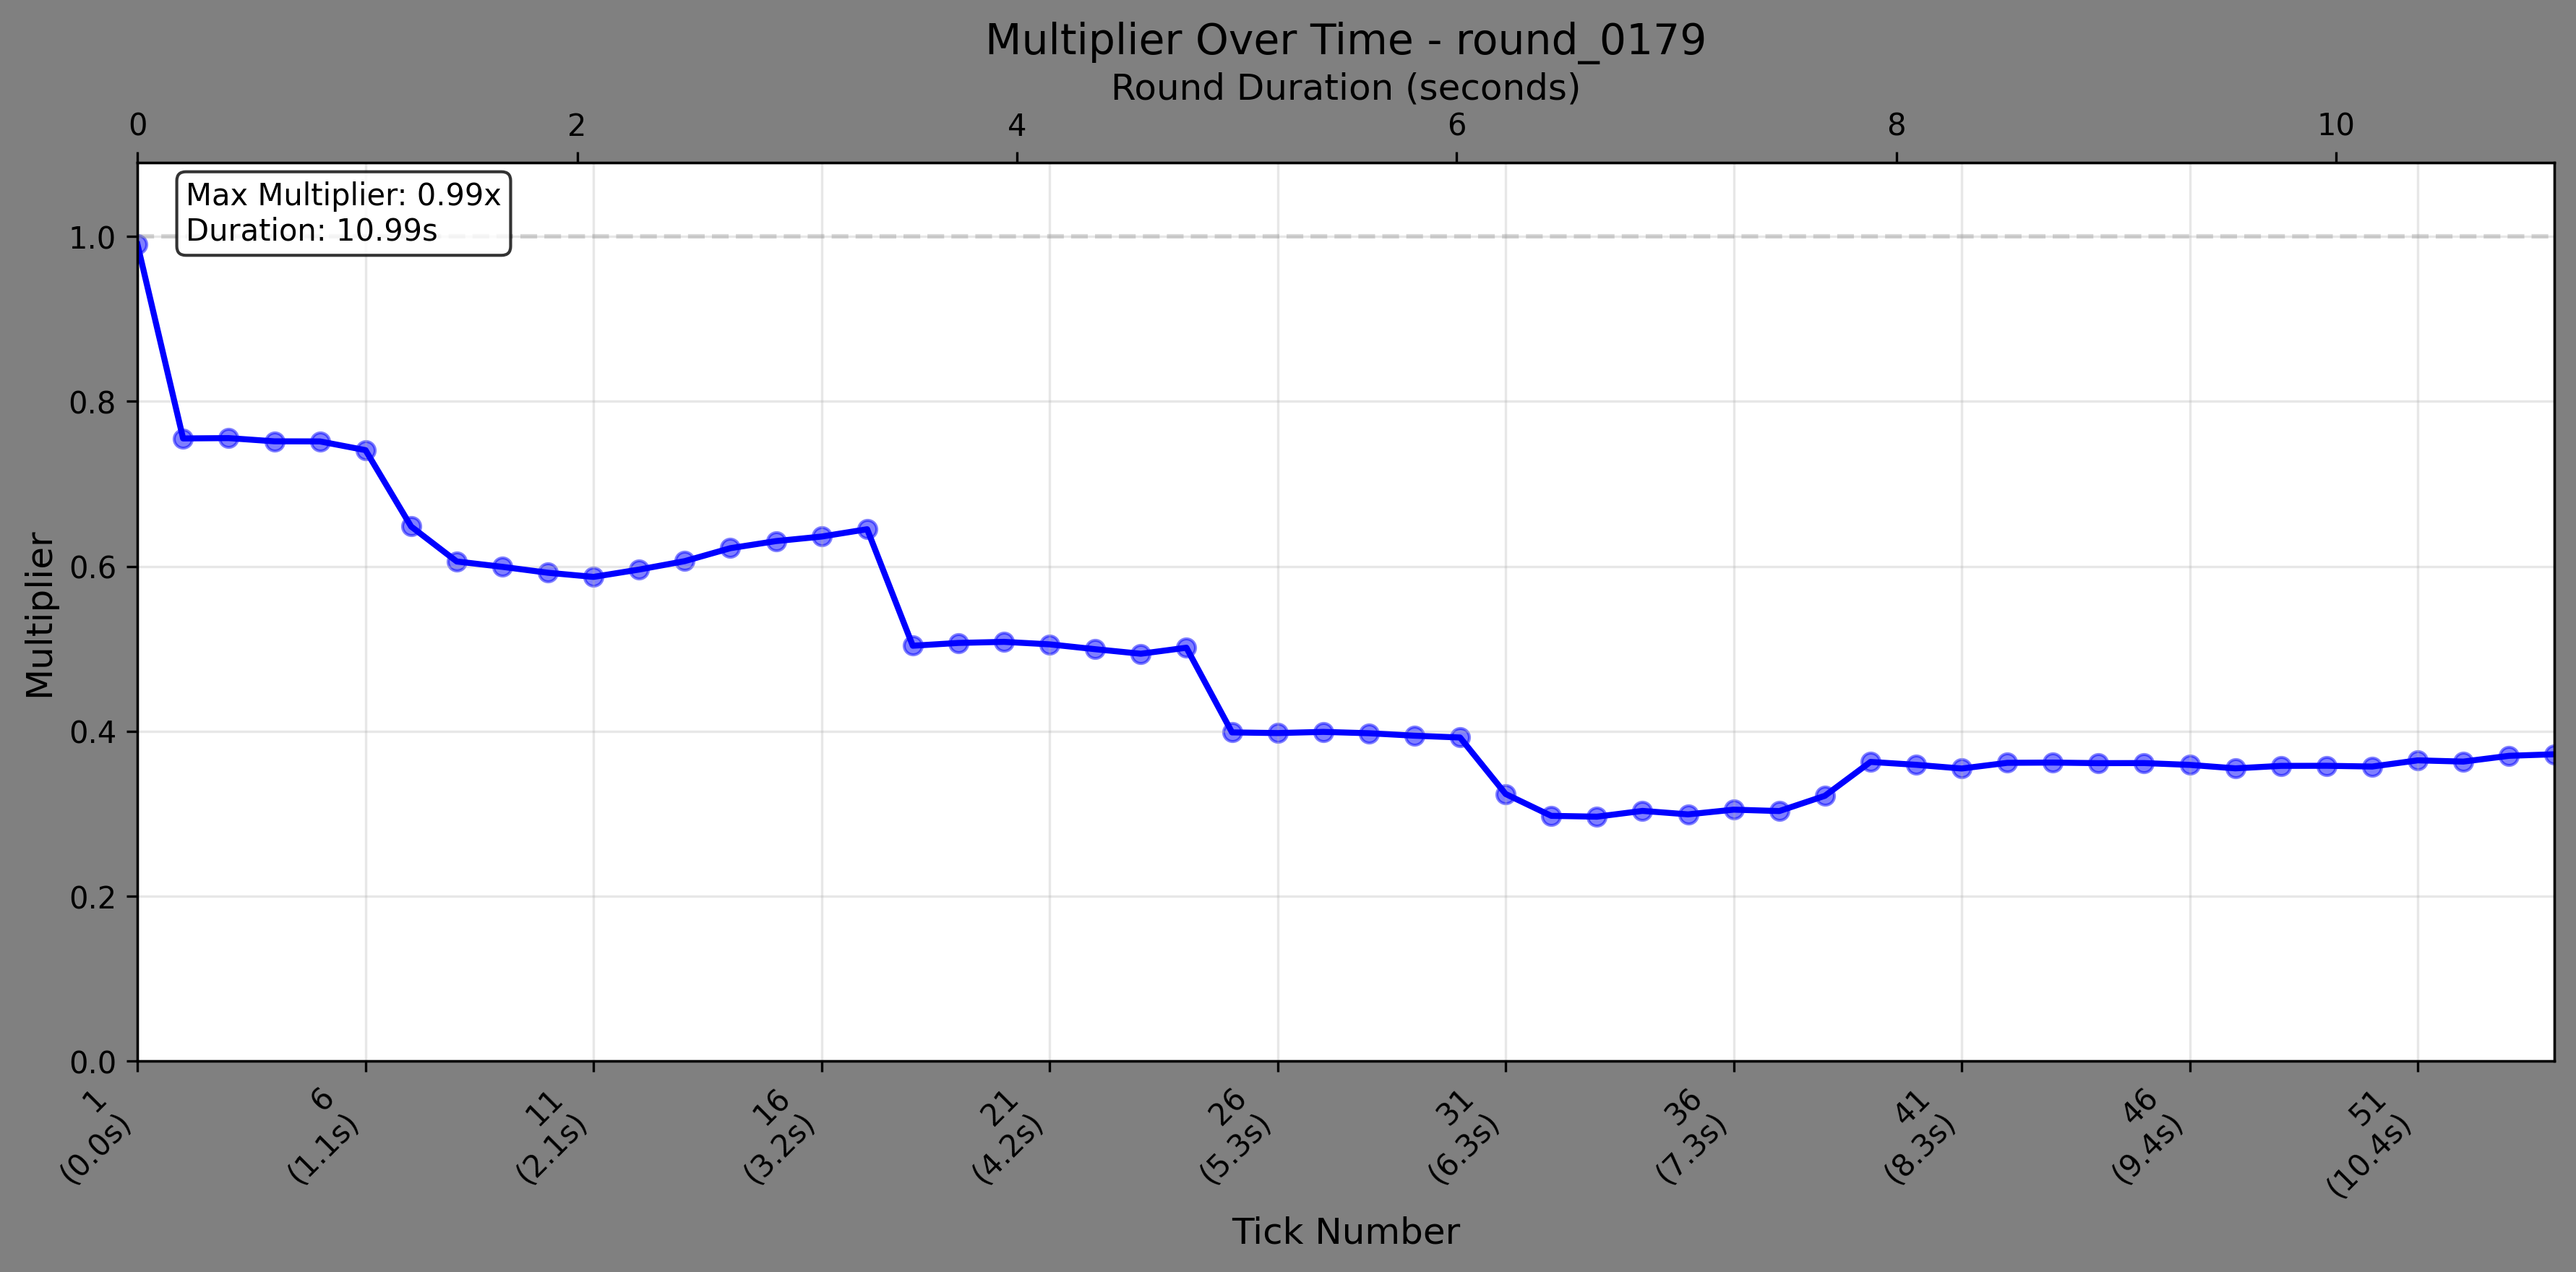 Multiplier Over Time - round_0179
Round Duration (seconds)
0 2 4 6 8 10
Max Multiplier: 0.99x
Duration: 10.99s
1.0
0.8
0.6
0.4
0.2
0.0
Multiplier
1 6 11 16 21 26 31 36 41 46 51
(0.0s) (1.1s) (2.1s) (3.2s) (4.2s) (5.3s) (6.3s) (7.3s) (8.3s) (9.4s) (10.4s)
Tick Number